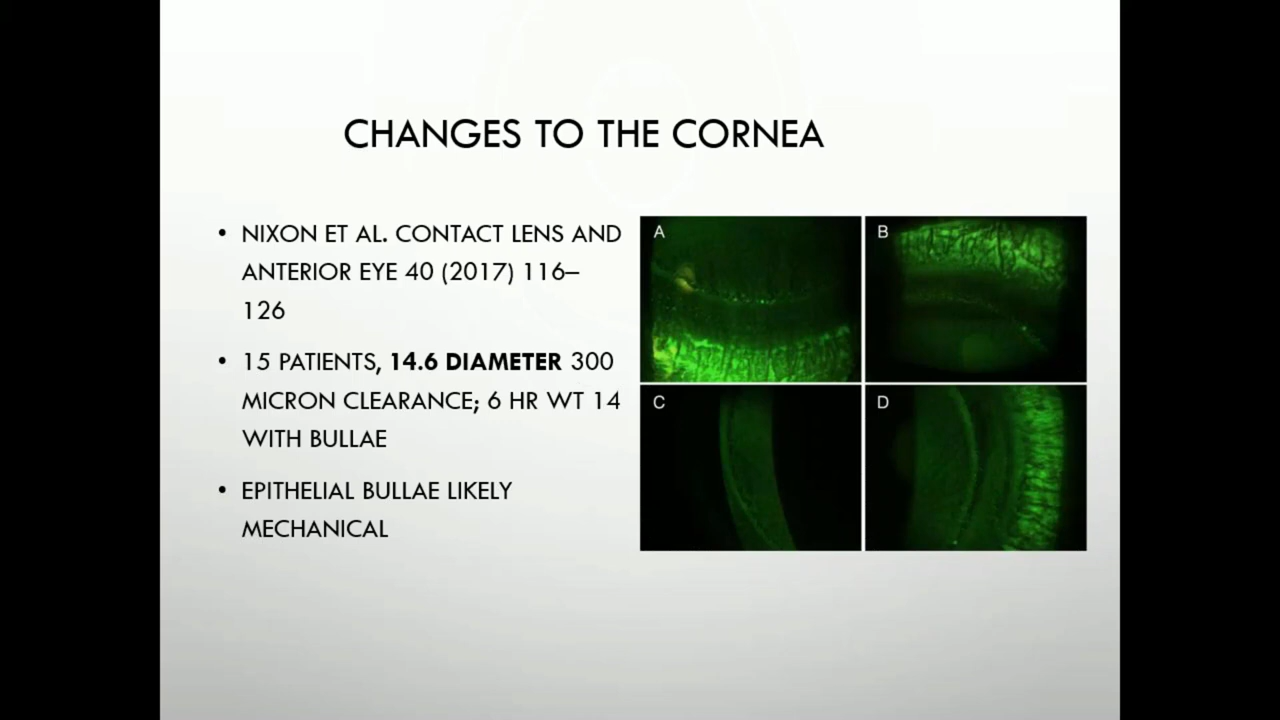 CHANGES TO THE CORNEA
• NIXON ET AL. CONTACT LENS AND
ANTERIOR EYE 40 (2017) 116–
126
• 15 PATIENTS, 14.6 DIAMETER 300
MICRON CLEARANCE; 6 HR WT 14
WITH BULLAE
• EPITHELIAL BULLAE LIKELY
MECHANICAL
A
B
C
D